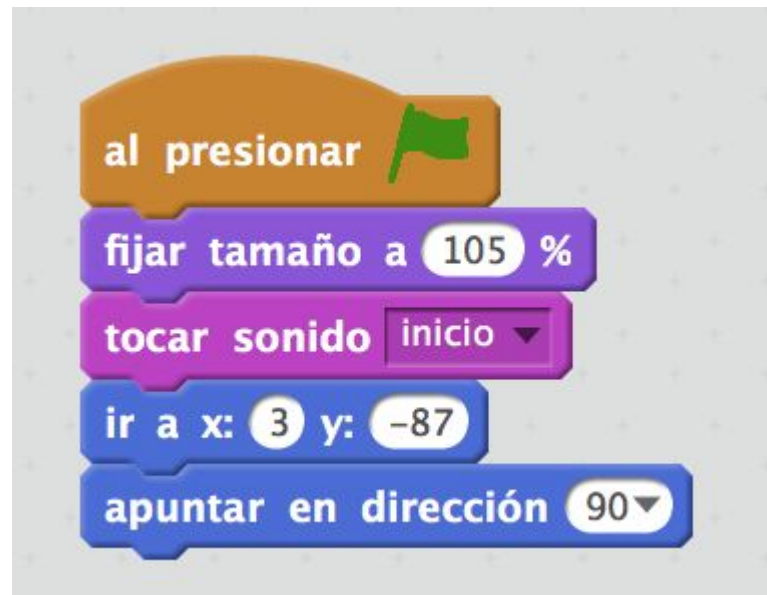 al presionar
fijar tamaño a 105 %
tocar sonido inicio
ir a x: 3 y: -87
apuntar en dirección 90